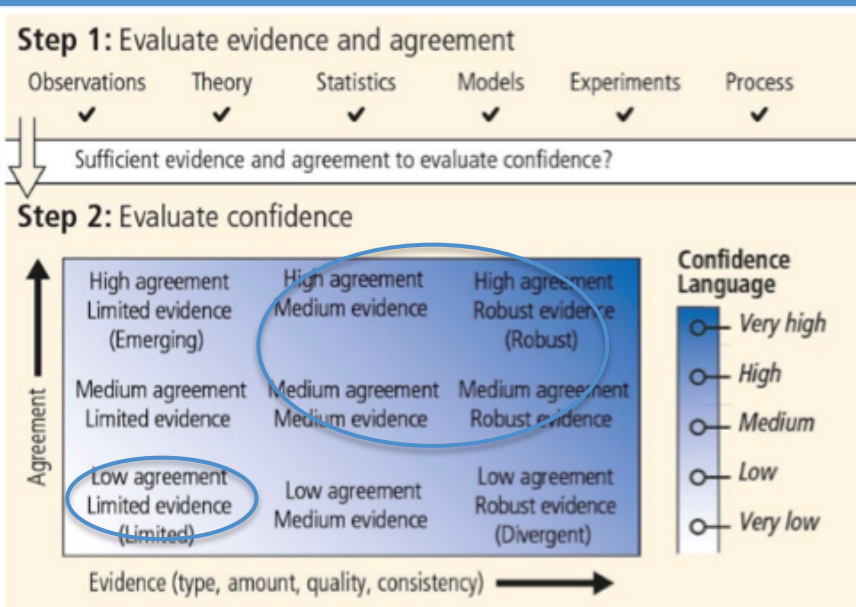 Step 1: Evaluate evidence and agreement
Observations Theory Statistics Models Experiments Process
Sufficient evidence and agreement to evaluate confidence?
Step 2: Evaluate confidence
Agreement
High agreement
Limited evidence
(Emerging)
High agreement
Medium evidence
High agreement
Robust evidence
(Robust)
Medium agreement
Limited evidence
Medium agreement
Medium evidence
Medium agreement
Robust evidence
Low agreement
Limited evidence
(Limited)
Low agreement
Medium evidence
Low agreement
Robust evidence
(Divergent)
Evidence (type, amount, quality, consistency)
Confidence
Language
Very high
High
Medium
Low
Very low